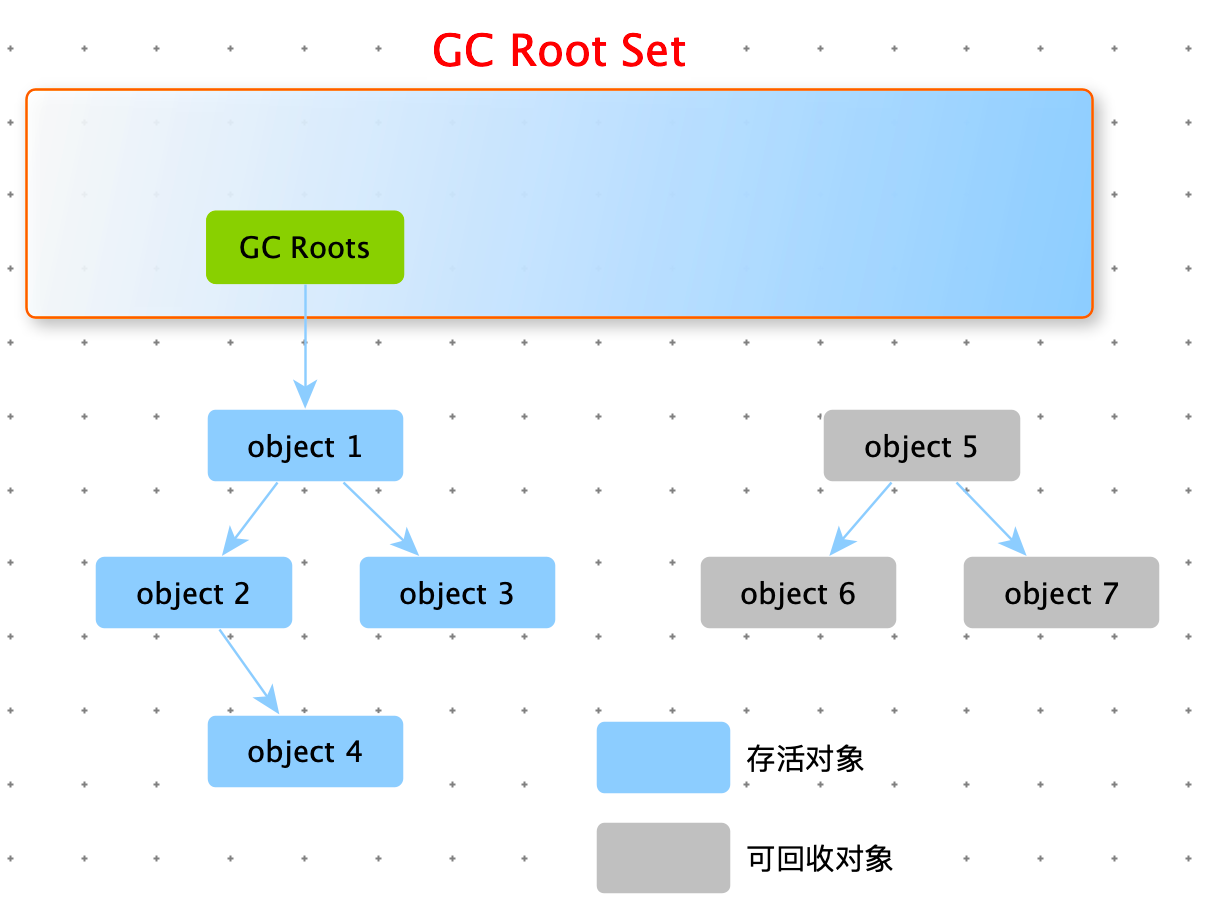 GC Root Set
GC Roots
object 1
object 5
object 2
object 3
object 6
object 7
object 4
存活对象
可回收对象